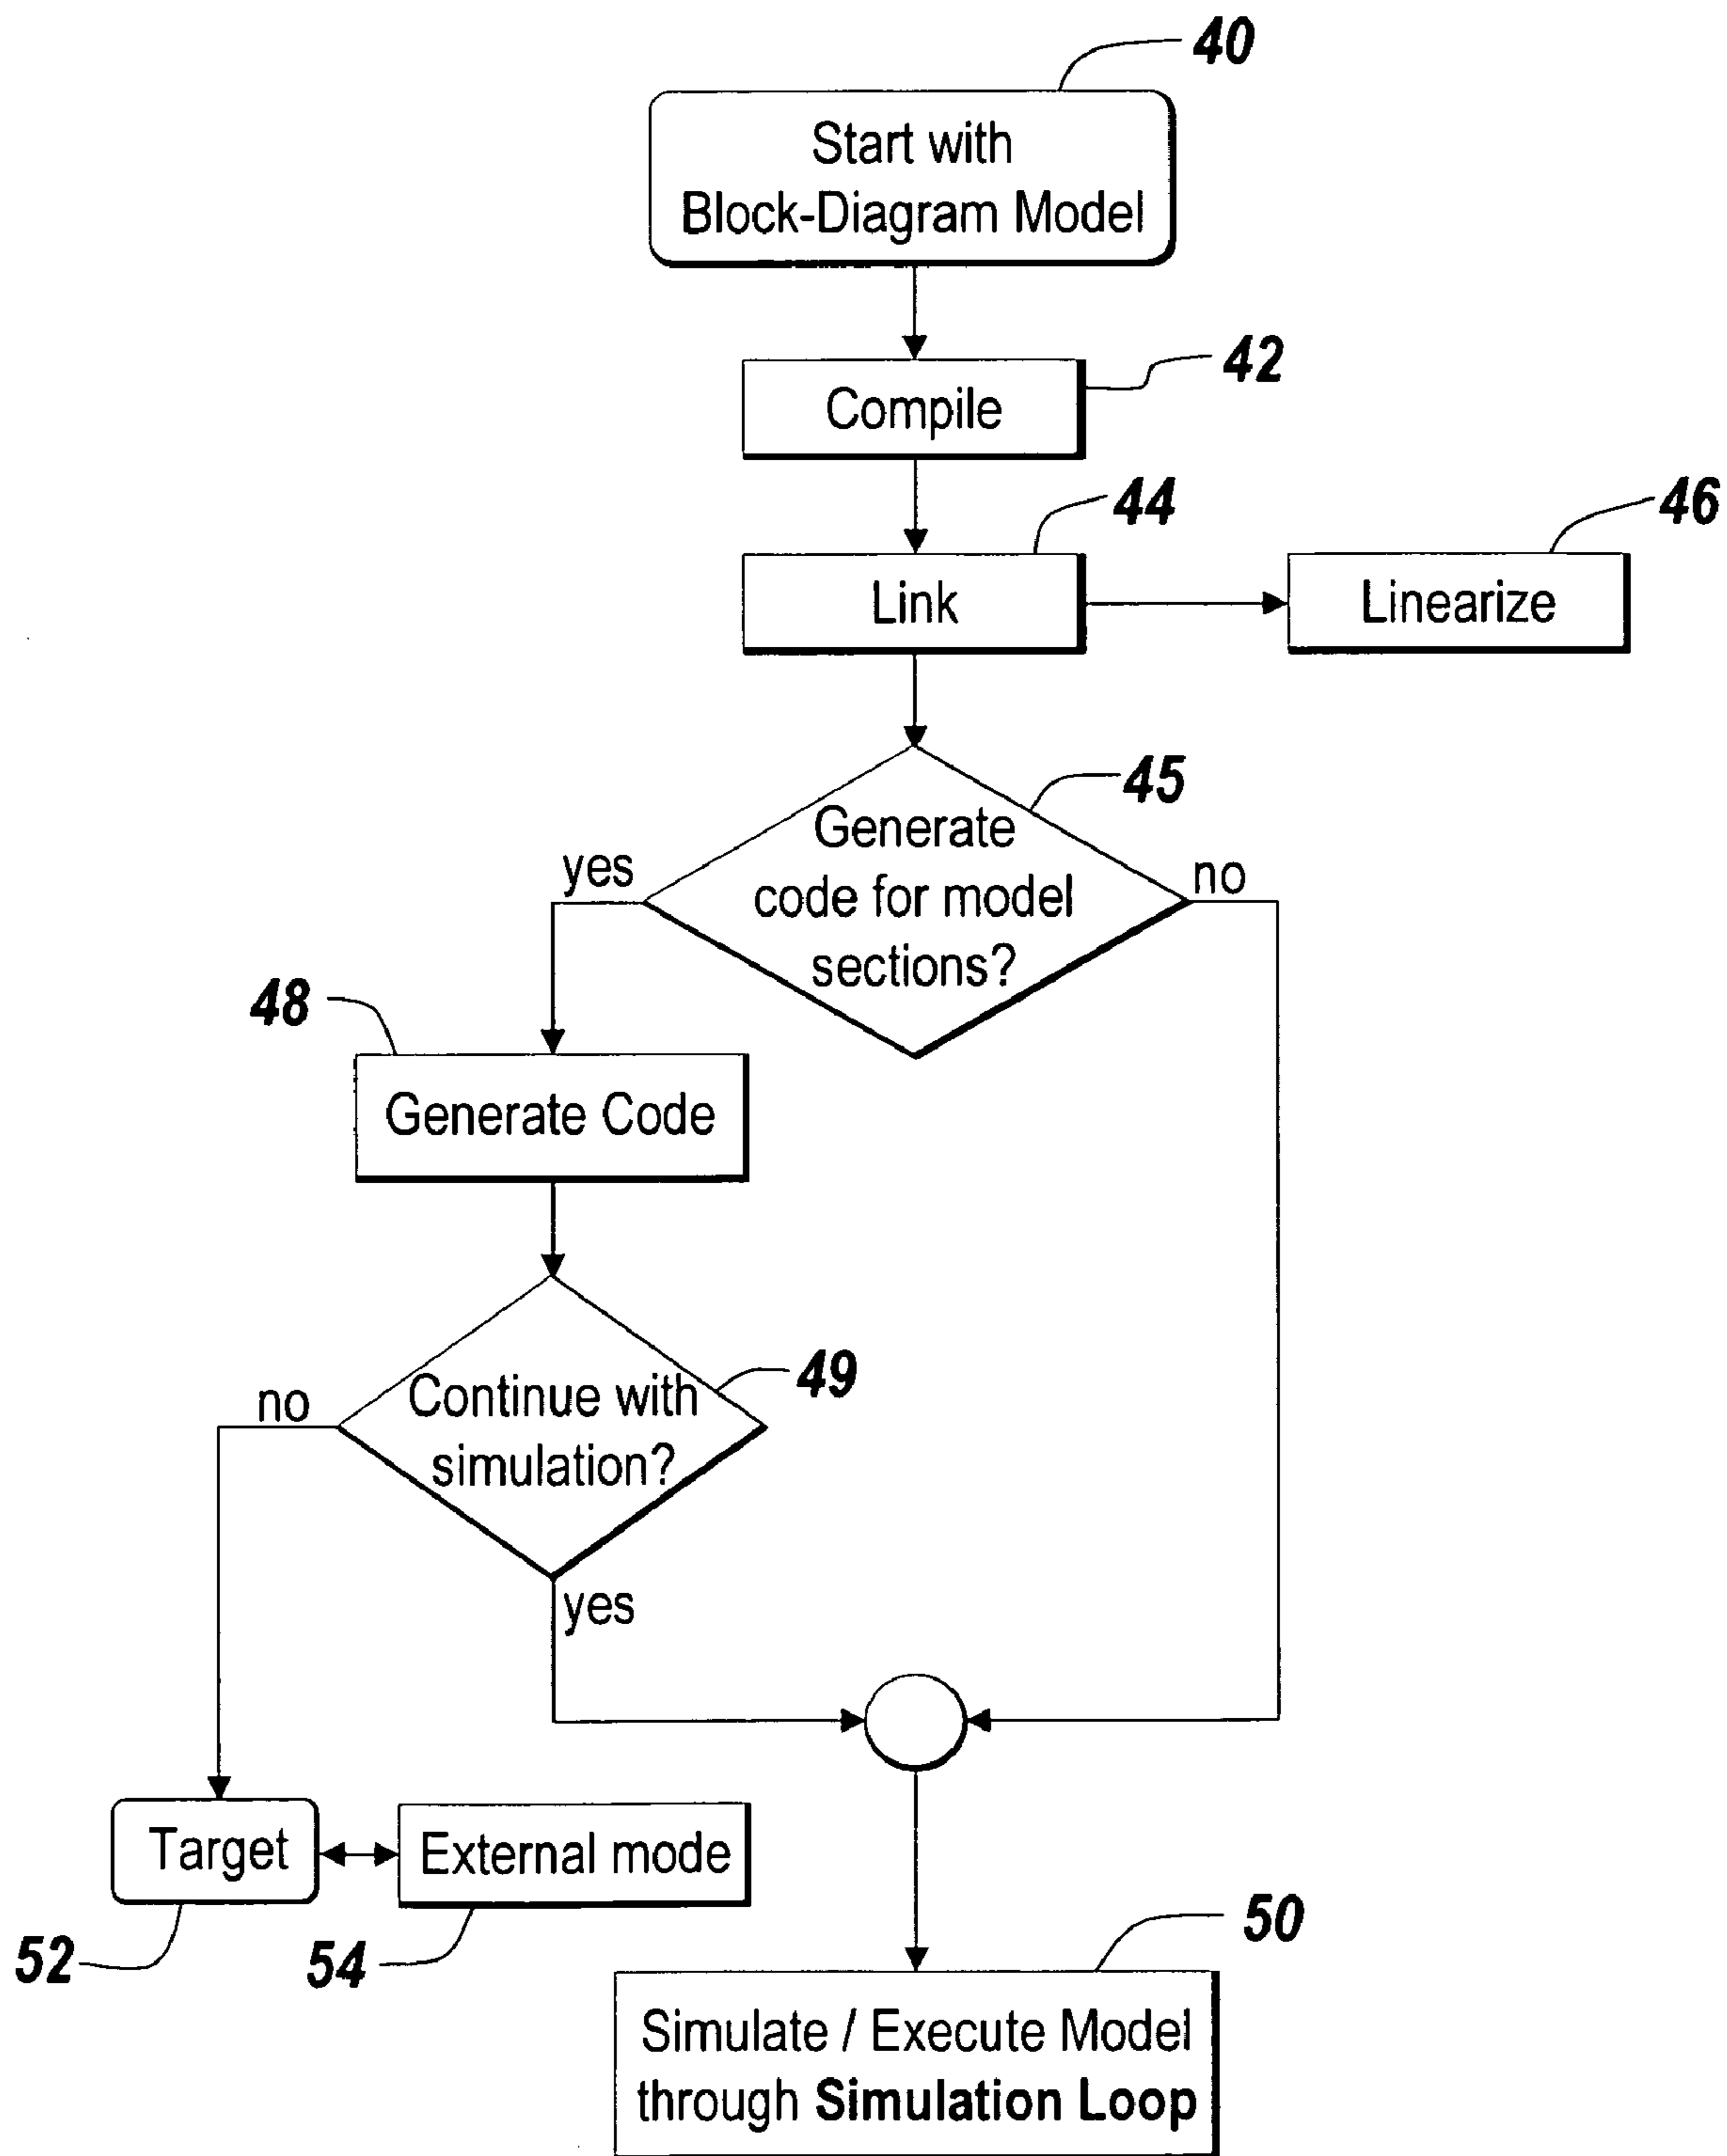 40
Start with
Block-Diagram Model
42
Compile
44
46
Link
Linearize
45
Generate
code for model
sections?
yes
no
48
Generate Code
49
Continue with
simulation?
no
yes
Target
External mode
52
54
50
Simulate / Execute Model
through Simulation Loop